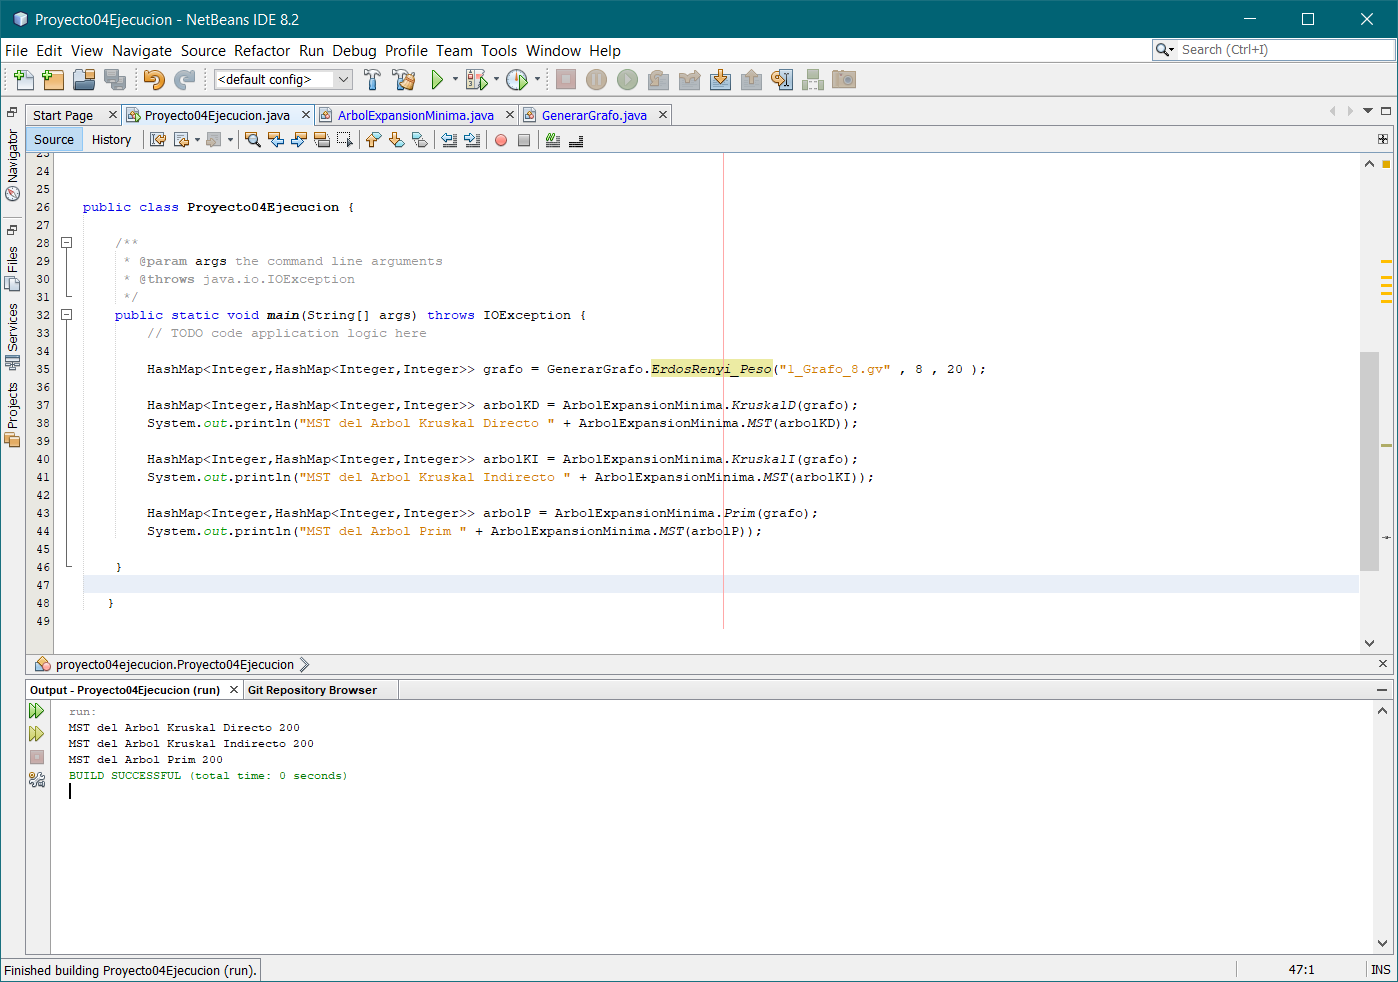 Proyecto04Ejecucion - NetBeans IDE 8.2
File Edit View Navigate Source Refactor Run Debug Profile Team Tools Window Help
Search (Ctrl+I)
<default config>
Start Page
Proyecto04Ejecucion.java
ArbolExpansionMinima.java
GenerarGrafo.java
Source History
Navigator
Files
Services
Projects
23
24
25
26 public class Proyecto04Ejecucion {
27
28 /**
29 * @param args the command line arguments
30 * @throws java.io.IOException
31 */
32 public static void main(String[] args) throws IOException {
33 // TODO code application logic here
34
35 HashMap<Integer,HashMap<Integer,Integer>> grafo = GenerarGrafo.ErdosRenyi_Peso("1_Grafo_8.gv" , 8 , 20 );
36
37 HashMap<Integer,HashMap<Integer,Integer>> arbolKD = ArbolExpansionMinima.KruskalD(grafo);
38 System.out.println("MST del Arbol Kruskal Directo " + ArbolExpansionMinima.MST(arbolKD));
39
40 HashMap<Integer,HashMap<Integer,Integer>> arbolKI = ArbolExpansionMinima.KruskalI(grafo);
41 System.out.println("MST del Arbol Kruskal Indirecto " + ArbolExpansionMinima.MST(arbolKI));
42
43 HashMap<Integer,HashMap<Integer,Integer>> arbolP = ArbolExpansionMinima.Prim(grafo);
44 System.out.println("MST del Arbol Prim " + ArbolExpansionMinima.MST(arbolP));
45
46 }
47
48 }
49
proyecto04ejecucion.Proyecto04Ejecucion
Output - Proyecto04Ejecucion (run)
Git Repository Browser
run:
MST del Arbol Kruskal Directo 200
MST del Arbol Kruskal Indirecto 200
MST del Arbol Prim 200
BUILD SUCCESSFUL (total time: 0 seconds)
Finished building Proyecto04Ejecucion (run).
47:1
INS